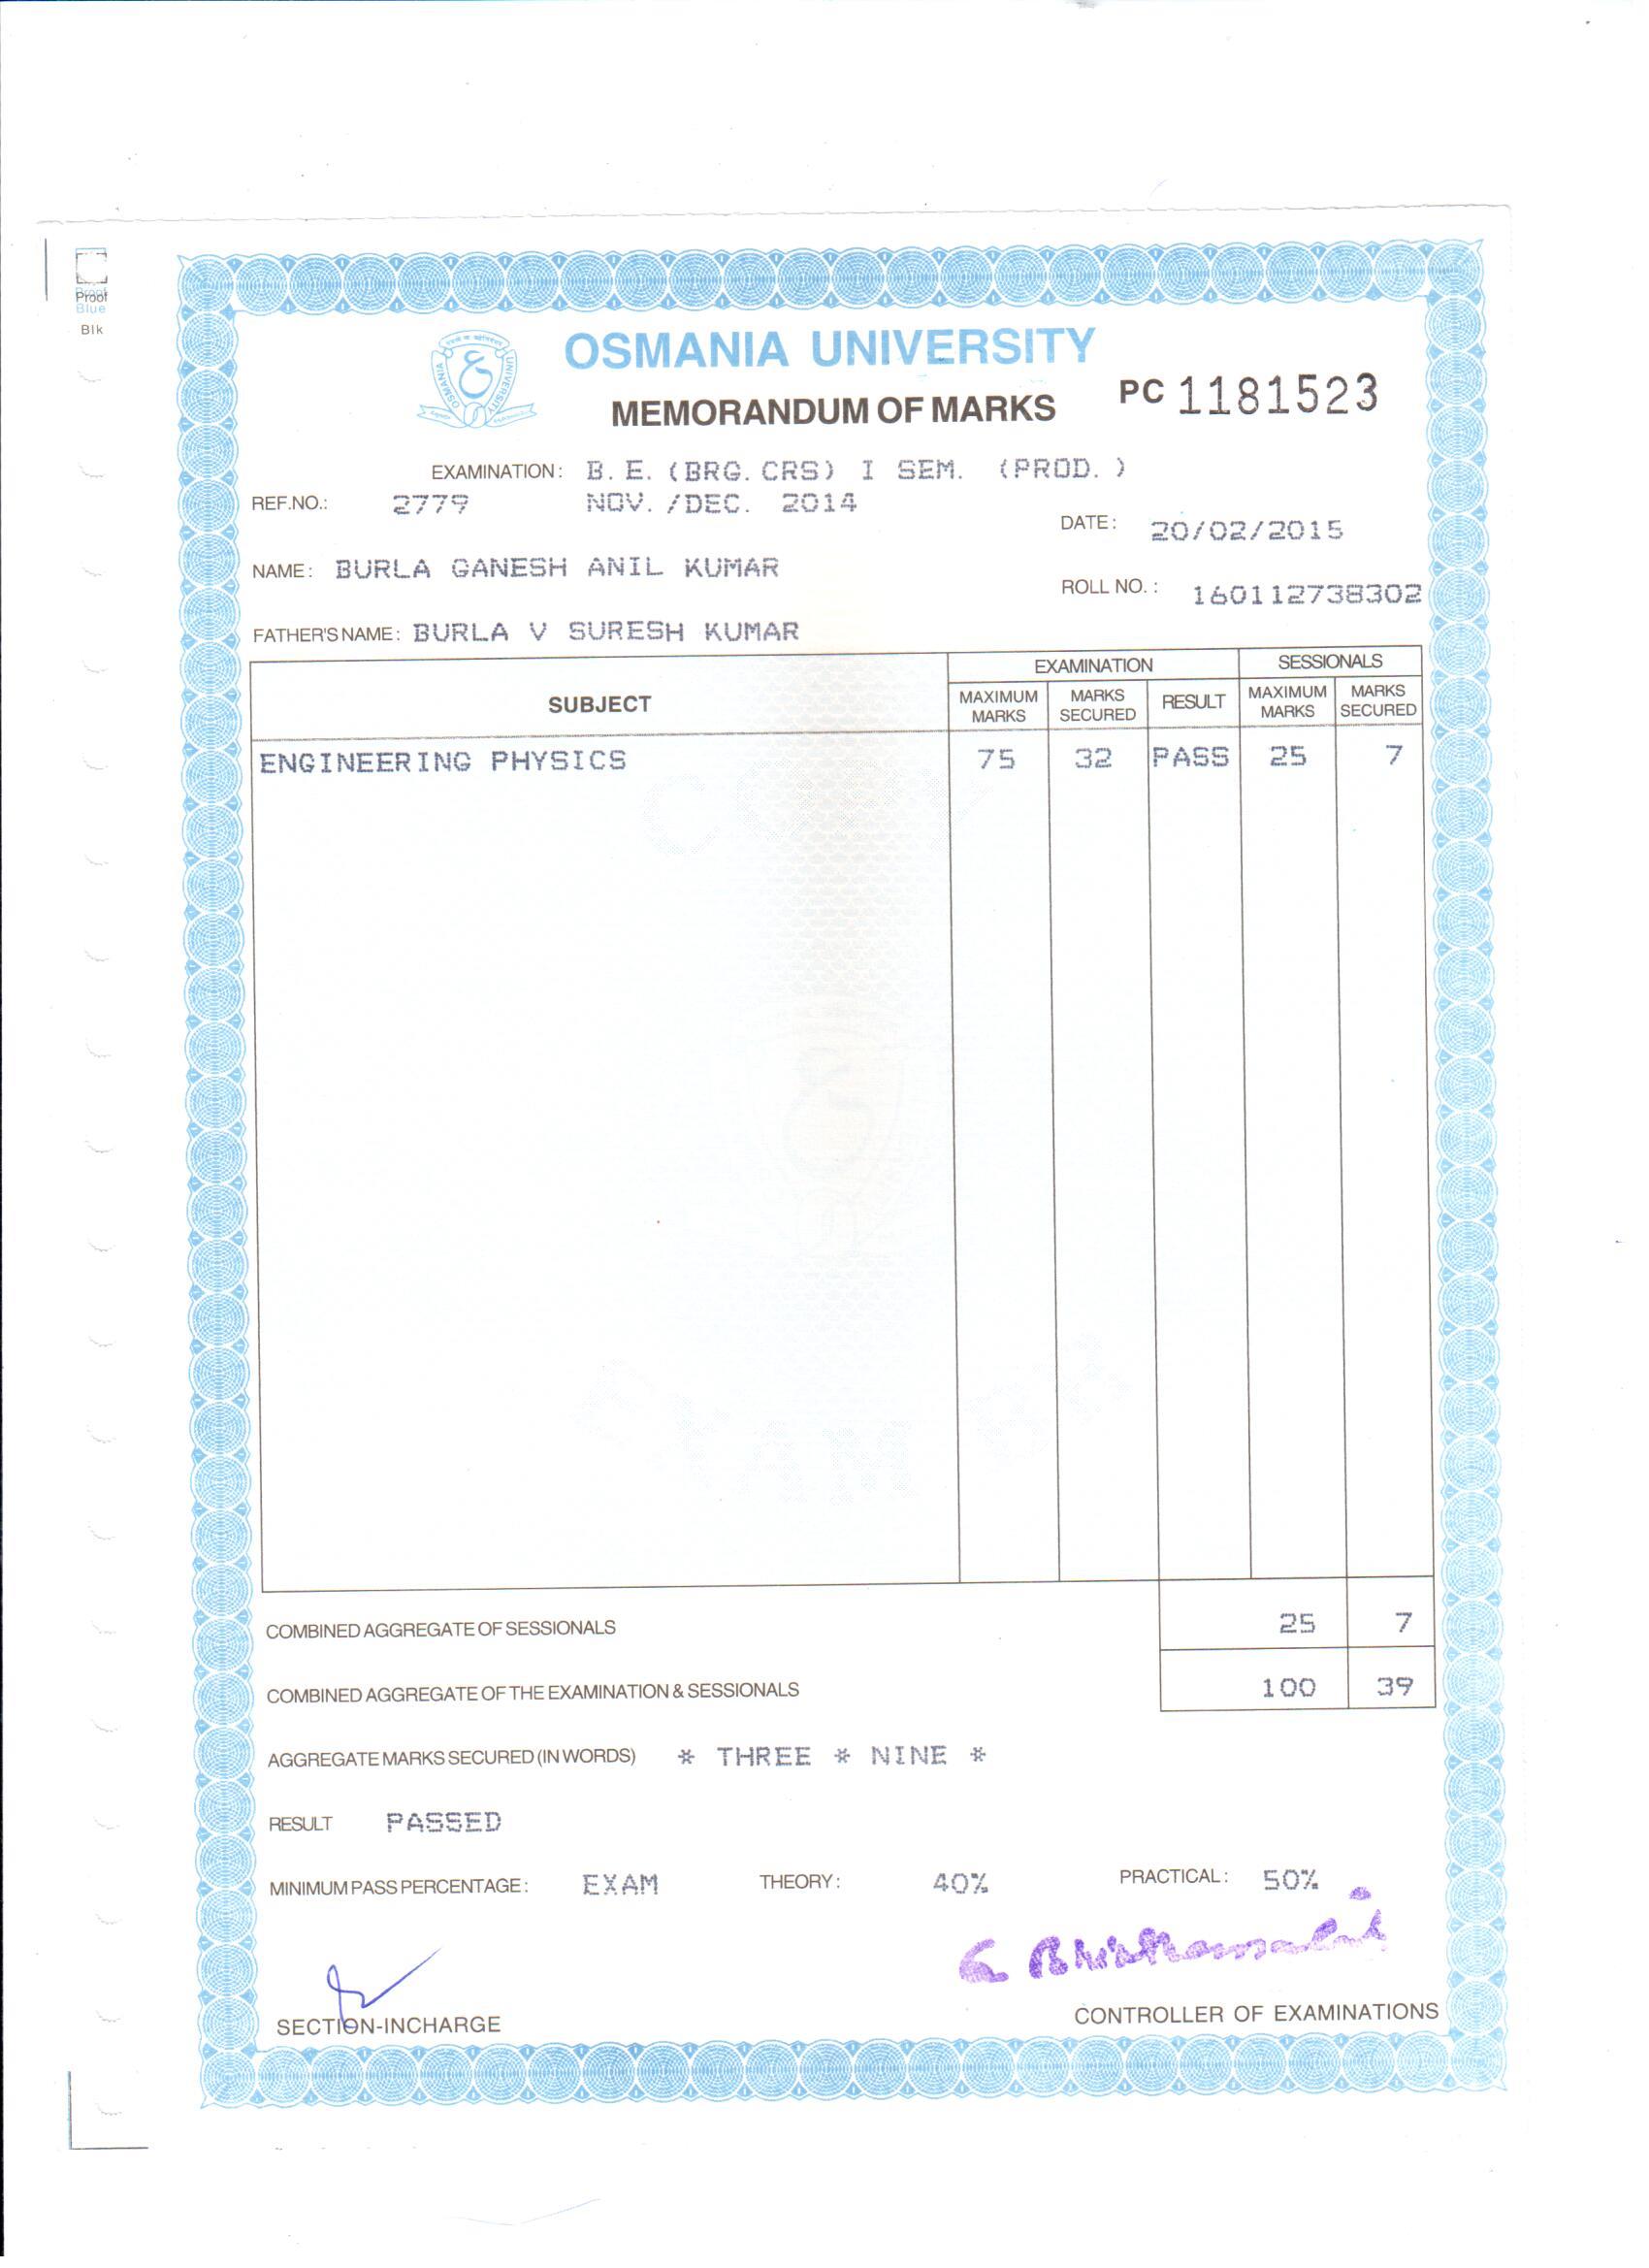 Proof
Blue
Blk
OSMANIA UNIVERSITY
OSMANIA UNIVERSITY
MEMORANDUM OF MARKS PC 1181523
EXAMINATION: B. E. (BRG. CRS) I SEM. (PROD. )
REF.NO.: 2779 NOV. /DEC. 2014
DATE: 20/02/2015
NAME: BURLA GANESH ANIL KUMAR
ROLL NO. : 160112738302
FATHER'S NAME: BURLA V SURESH KUMAR
SUBJECT EXAMINATION SESSIONALS
MAXIMUM MARKS MARKS SECURED RESULT MAXIMUM MARKS MARKS SECURED
ENGINEERING PHYSICS 75 32 PASS 25 7
COMBINED AGGREGATE OF SESSIONALS 25 7
COMBINED AGGREGATE OF THE EXAMINATION & SESSIONALS 100 39
AGGREGATE MARKS SECURED (IN WORDS) * THREE * NINE *
RESULT PASSED
MINIMUM PASS PERCENTAGE: EXAM THEORY: 40% PRACTICAL: 50%
SECTION-INCHARGE
CONTROLLER OF EXAMINATIONS